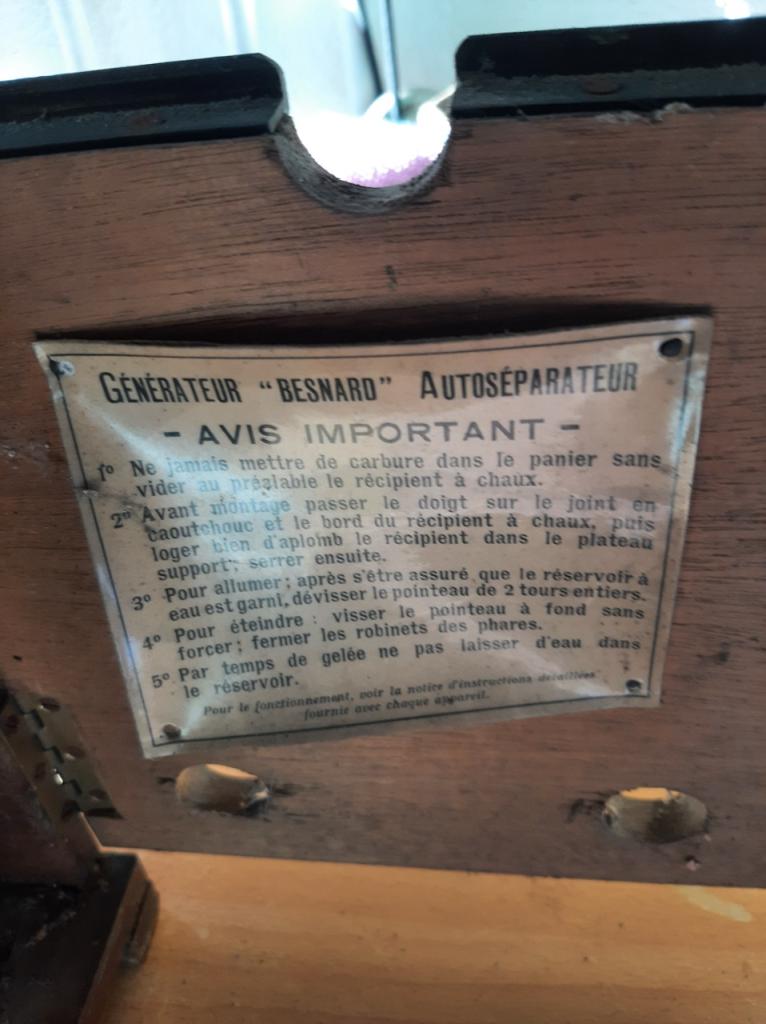 GÉNÉRATEUR "BESNARD" AUTOSÉPARATEUR
- AVIS IMPORTANT -
1º Ne jamais mettre de carbure dans le panier sans
vider au préalable le récipient à chaux.
2º Avant montage passer le doigt sur le joint en
caoutchouc et le bord du récipient à chaux, puis
loger bien d'aplomb le récipient dans le plateau
support; serrer ensuite.
3º Pour allumer: après s'être assuré que le réservoir à
eau est garni, dévisser le pointeau de 2 tours entiers.
4º Pour éteindre: visser le pointeau à fond sans
forcer; fermer les robinets des phares.
5º Par temps de gelée ne pas laisser d'eau dans
le réservoir.
Pour le fonctionnement, voir la notice d'instructions détaillées
fournie avec chaque appareil.